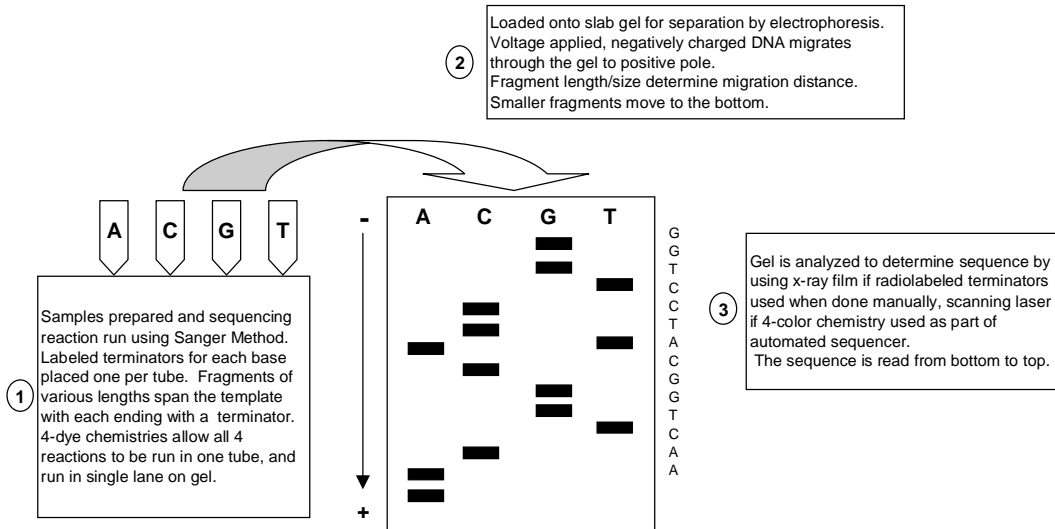 Loaded onto slab gel for separation by electrophoresis.
Voltage applied, negatively charged DNA migrates
through the gel to positive pole.
Fragment length/size determine migration distance.
Smaller fragments move to the bottom.
2
A C G T
Samples prepared and sequencing
reaction run using Sanger Method.
Labeled terminators for each base
placed one per tube. Fragments of
various lengths span the template
with each ending with a terminator.
4-dye chemistries allow all 4
reactions to be run in one tube, and
run in single lane on gel.
1
-
+
A C G T
G
G
T
C
C
T
A
C
G
G
T
C
A
A
3
Gel is analyzed to determine sequence by
using x-ray film if radiolabeled terminators
used when done manually, scanning laser
if 4-color chemistry used as part of
automated sequencer.
The sequence is read from bottom to top.